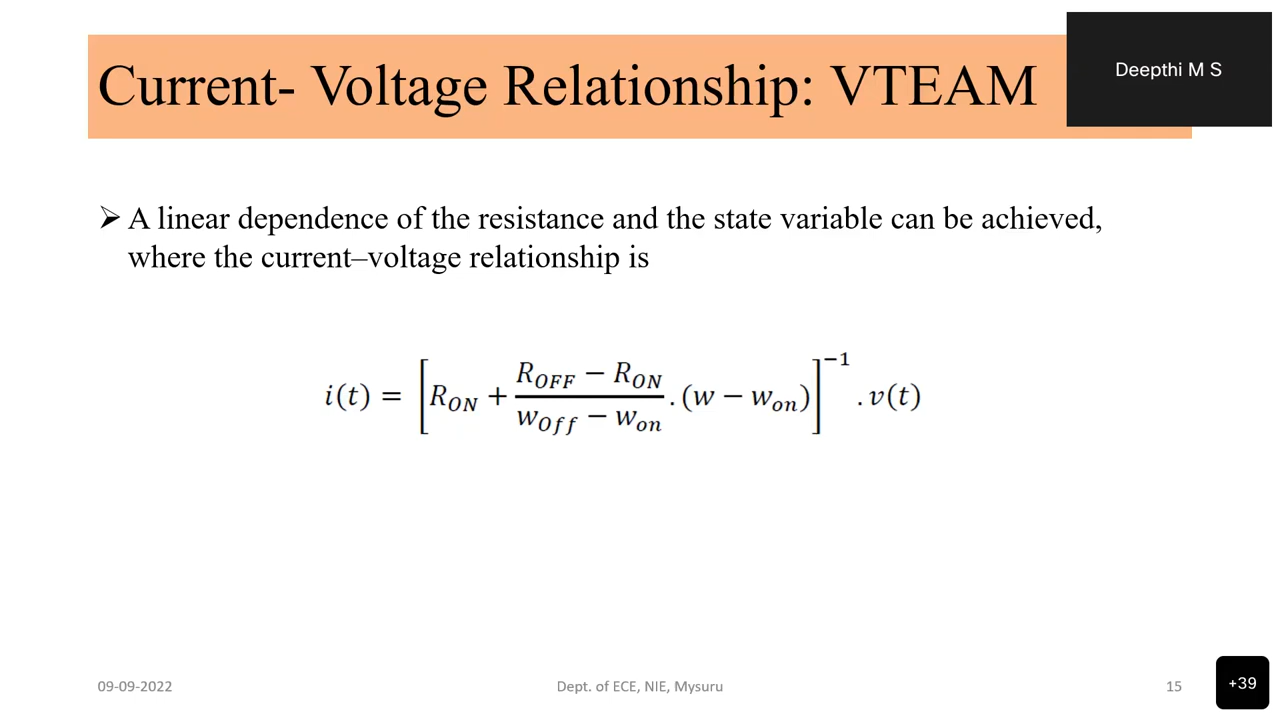 Current- Voltage Relationship: VTEAM
Deepthi M S
➢ A linear dependence of the resistance and the state variable can be achieved,
where the current–voltage relationship is
i(t) = [R_ON + (R_OFF − R_ON)/(w_Off − w_on) . (w − w_on)]^−1 . v(t)
09-09-2022
Dept. of ECE, NIE, Mysuru
15
+39